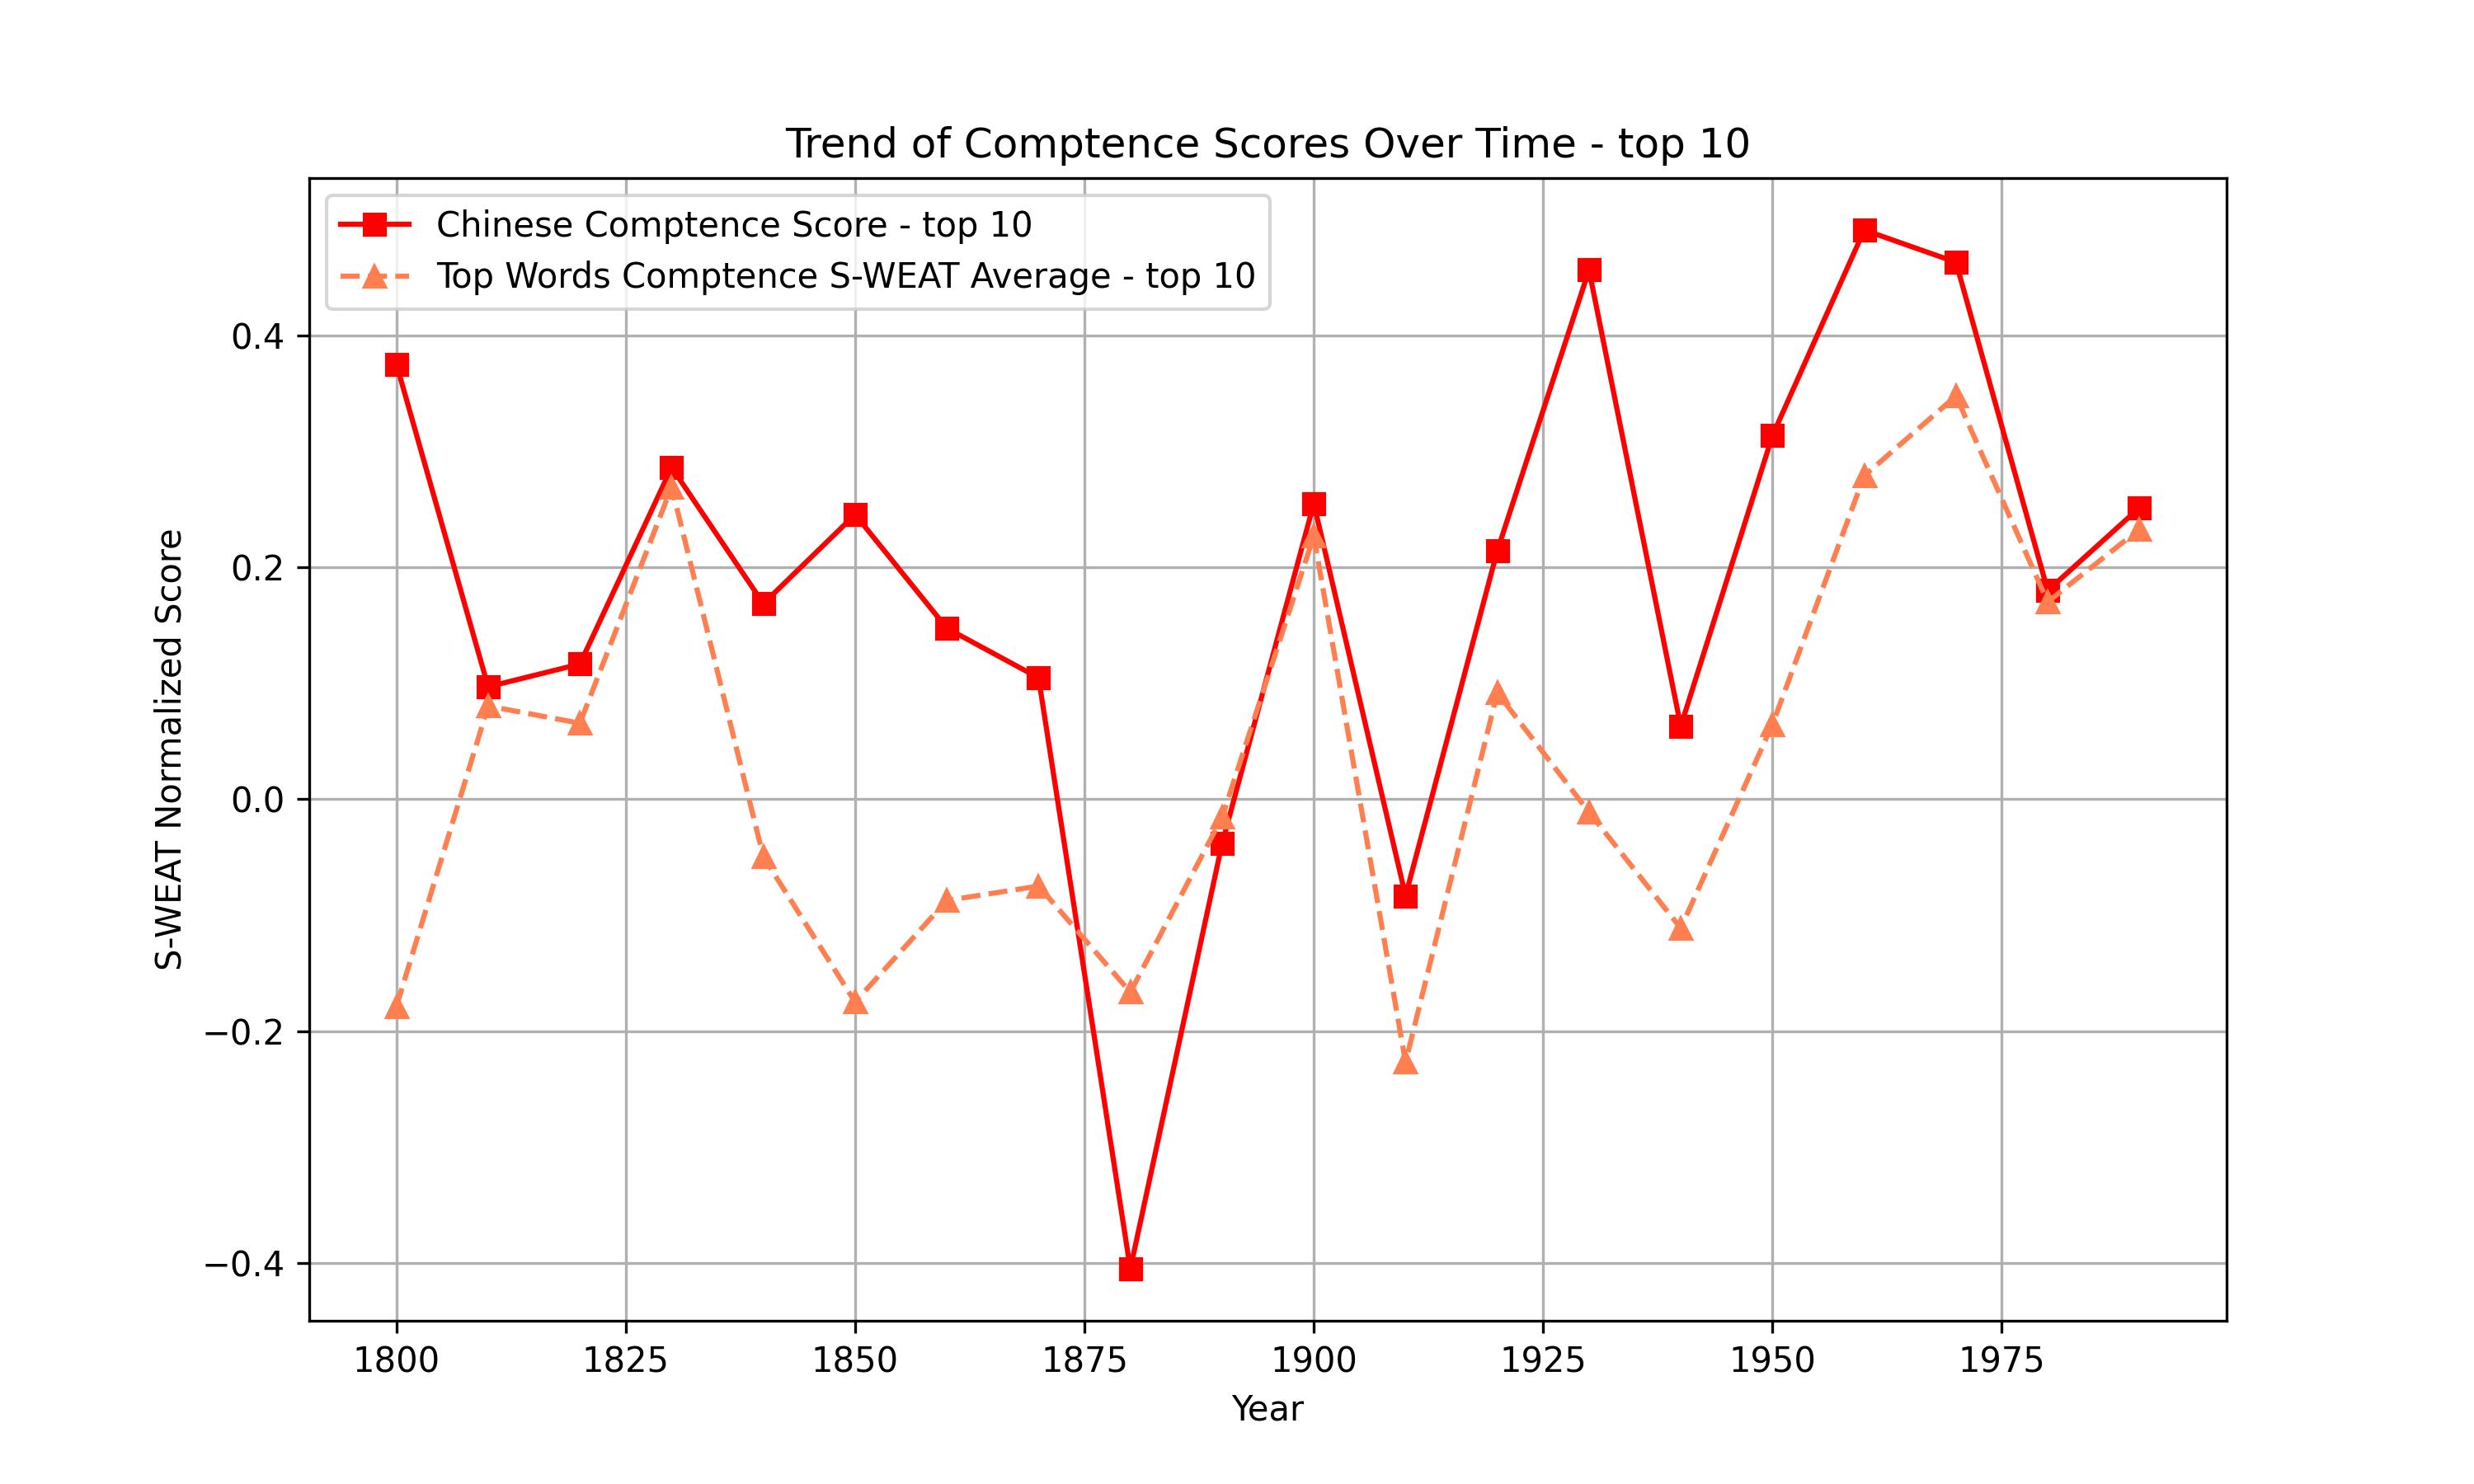 Trend of Comptence Scores Over Time - top 10
Chinese Comptence Score - top 10
Top Words Comptence S-WEAT Average - top 10
S-WEAT Normalized Score
0.4
0.2
0.0
−0.2
−0.4
1800 1825 1850 1875 1900 1925 1950 1975
Year